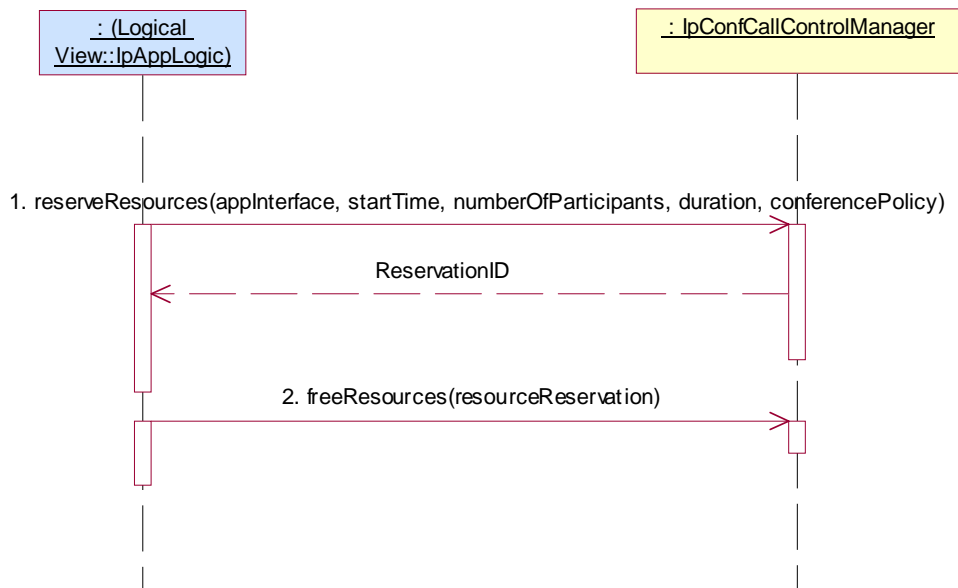 : (Logical
View::IpAppLogic)
: IpConfCallControlManager
1. reserveResources(appInterface, startTime, numberOfParticipants, duration, conferencePolicy)
ReservationID
2. freeResources(resourceReservation)